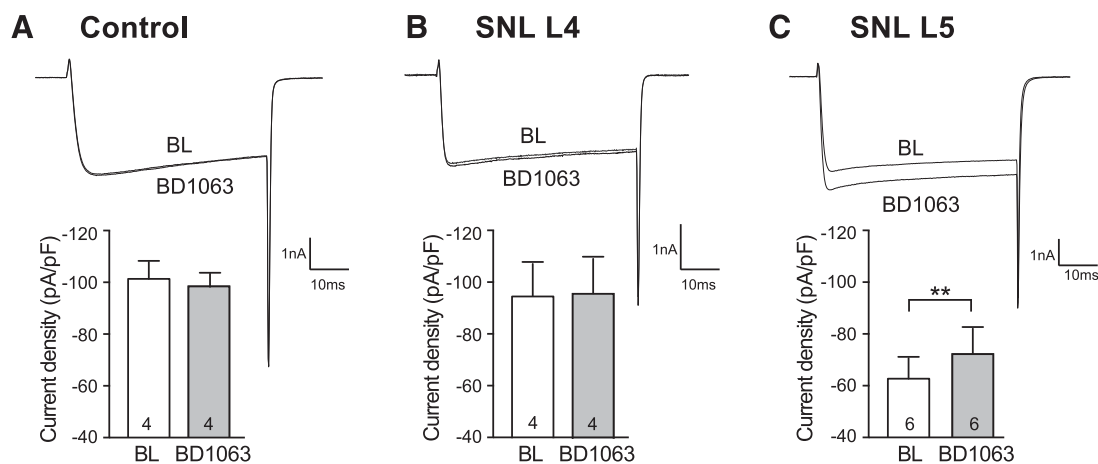 A Control
BL
BD1063
1nA
10ms
Current density (pA/pF)
-120
-100
-80
-60
-40
4 4
BL BD1063
B SNL L4
BL
BD1063
1nA
10ms
Current density (pA/pF)
-120
-100
-80
-60
-40
4 4
BL BD1063
C SNL L5
BL
BD1063
1nA
10ms
Current density (pA/pF)
-120
-100
-80
-60
-40
**
6 6
BL BD1063